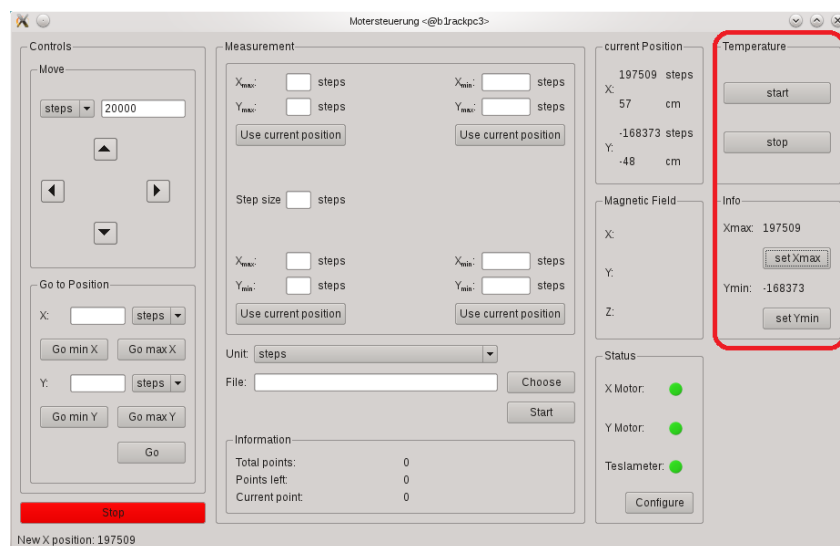 Motersteuerung <@b1rackpc3>
Controls
Move
steps 20000
Go to Position
X: steps
Go min X Go max X
Y: steps
Go min Y Go max Y
Go
Stop
New X position: 197509
Measurement
Xmax: steps Xmin: steps
Ymax: steps Ymax: steps
Use current position Use current position
Step size steps
Xmax: steps Xmin: steps
Ymin: steps Ymin: steps
Use current position Use current position
Unit: steps
File: Choose
Start
Information
Total points: 0
Points left: 0
Current point: 0
current Position
197509 steps
X:
57 cm
-168373 steps
Y:
-48 cm
Magnetic Field
X:
Y:
Z:
Status
X Motor:
Y Motor:
Teslameter:
Configure
Temperature
start
stop
Info
Xmax: 197509
set Xmax
Ymin: -168373
set Ymin